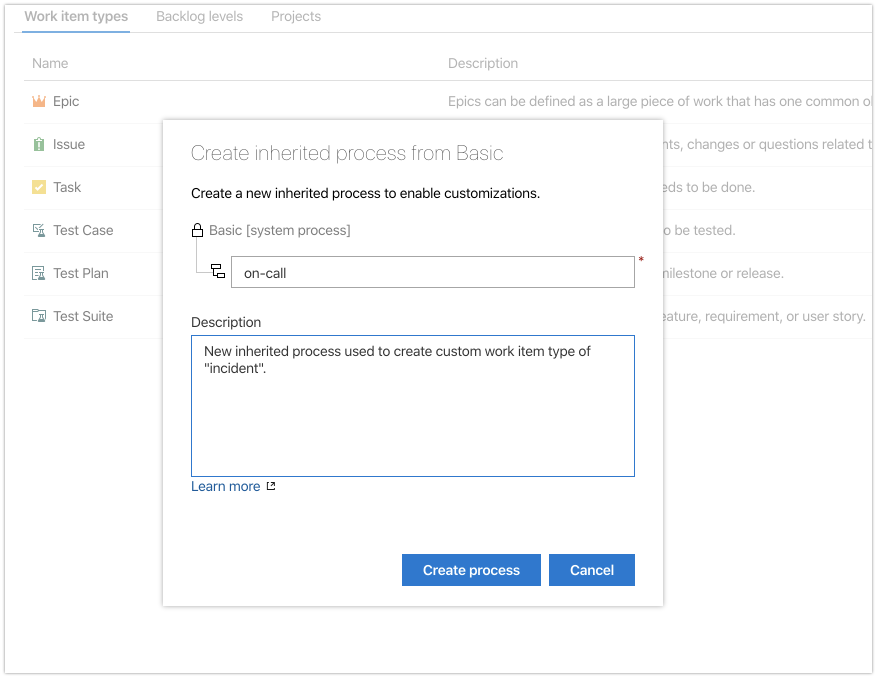 Work item types Backlog levels Projects
Name Description
Epic Epics can be defined as a large piece of work that has one common
Issue nts, changes or questions related
Task eds to be done.
Test Case o be tested.
Test Plan milestone or release.
Test Suite eature, requirement, or user story.
Create inherited process from Basic
Create a new inherited process to enable customizations.
Basic [system process]
on-call *
Description
New inherited process used to create custom work item type of
"incident".
Learn more
Create process Cancel